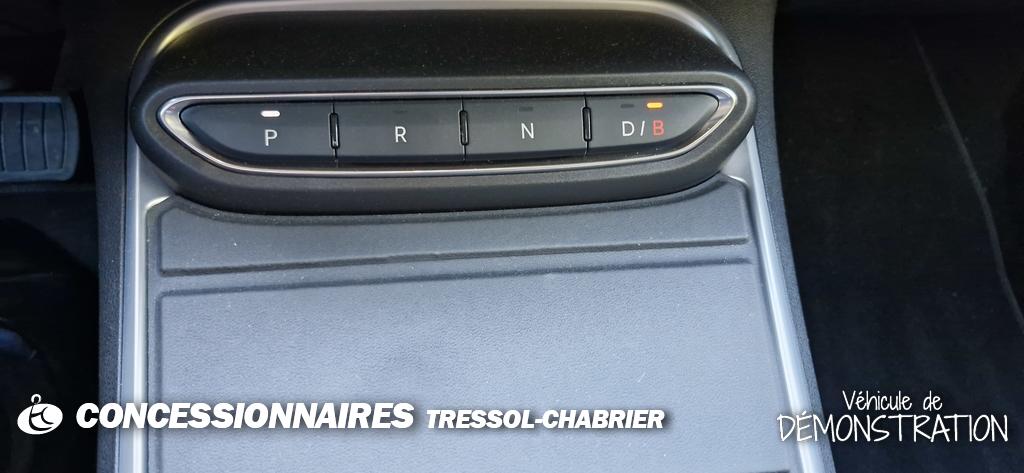 P R N D/B
CONCESSIONNAIRES TRESSOL-CHABRIER
Véhicule de
DÉMONSTRATION